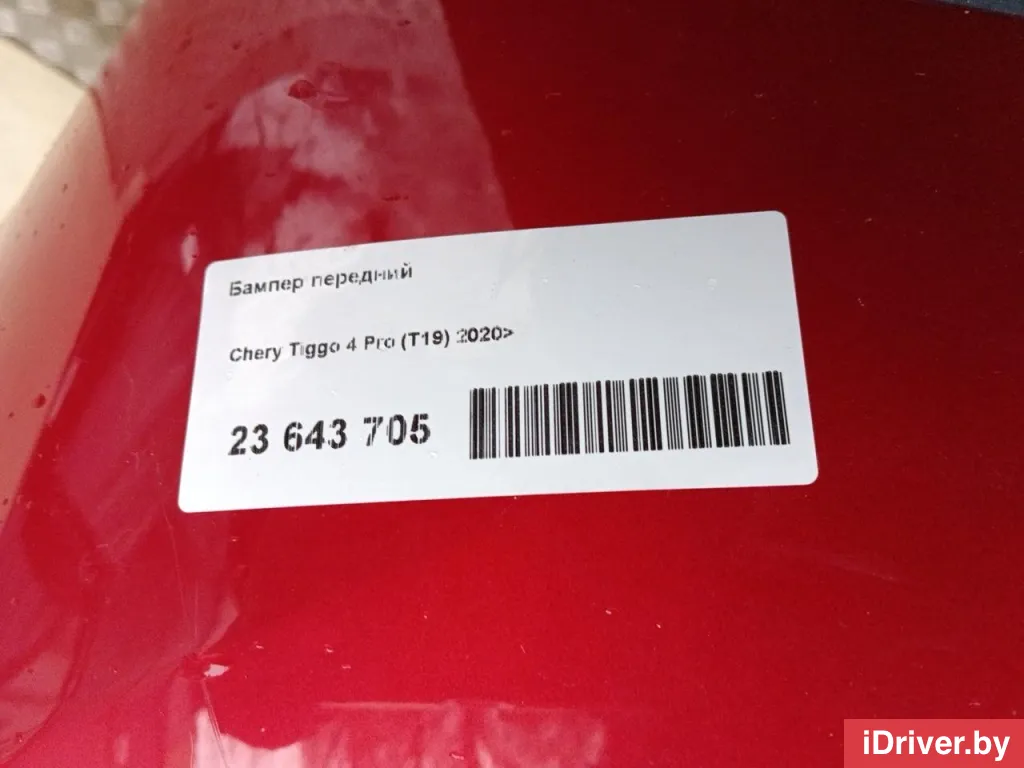 Бампер передний
Chery Tiggo 4 Pro (T19) 2020>
23 643 705
iDriver.by